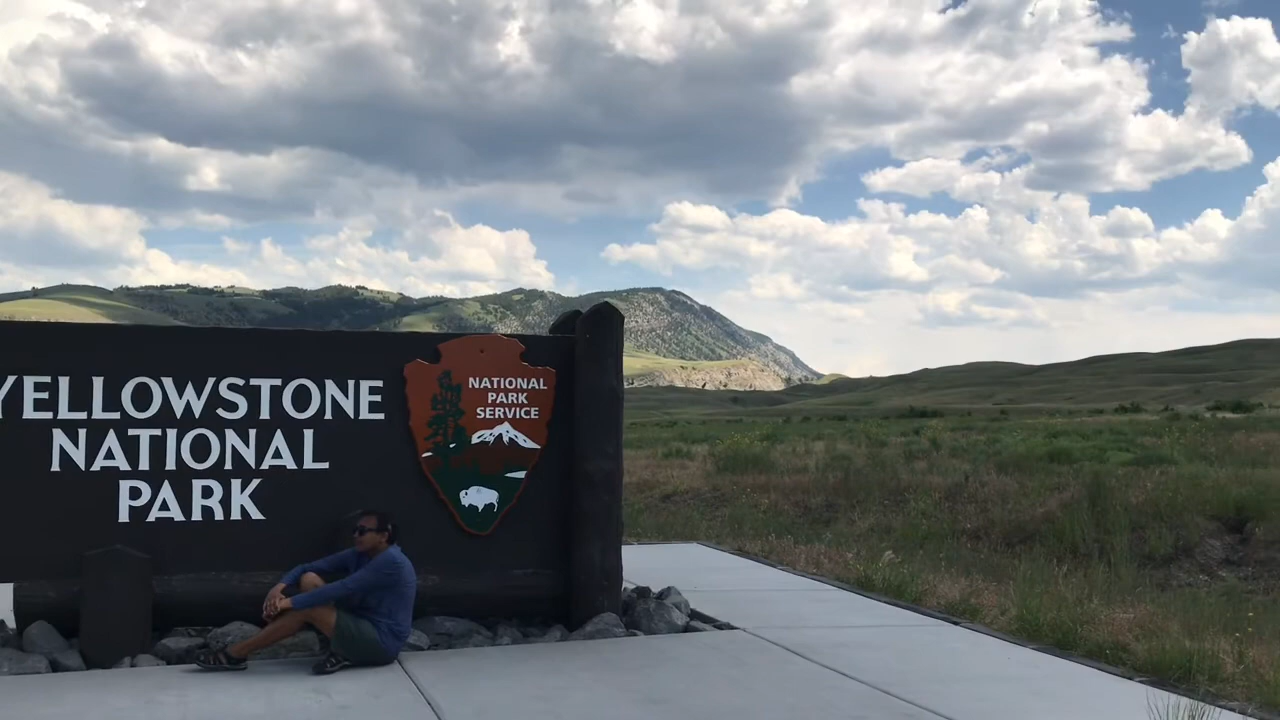 YELLOWSTONE
NATIONAL
PARK
NATIONAL
PARK
SERVICE